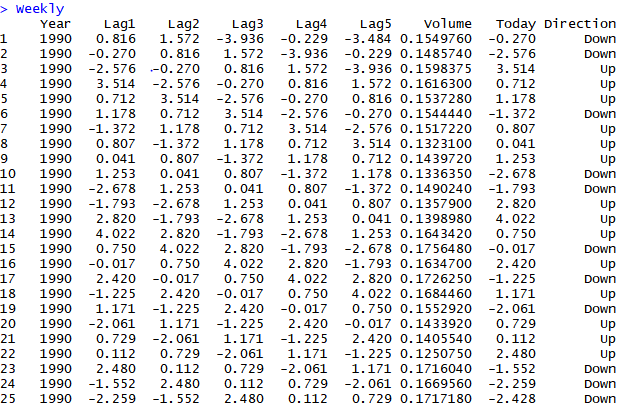 > Weekly
Year Lag1 Lag2 Lag3 Lag4 Lag5 Volume Today Direction
1 1990 0.816 1.572 -3.936 -0.229 -3.484 0.1549760 -0.270 Down
2 1990 -0.270 0.816 1.572 -3.936 -0.229 0.1485740 -2.576 Down
3 1990 -2.576 -0.270 0.816 1.572 -3.936 0.1598375 3.514 Up
4 1990 3.514 -2.576 -0.270 0.816 1.572 0.1616300 0.712 Up
5 1990 0.712 3.514 -2.576 -0.270 0.816 0.1537280 1.178 Up
6 1990 1.178 0.712 3.514 -2.576 -0.270 0.1544440 -1.372 Down
7 1990 -1.372 1.178 0.712 3.514 -2.576 0.1517220 0.807 Up
8 1990 0.807 -1.372 1.178 0.712 3.514 0.1323100 0.041 Up
9 1990 0.041 0.807 -1.372 1.178 0.712 0.1439720 1.253 Up
10 1990 1.253 0.041 0.807 -1.372 1.178 0.1336350 -2.678 Down
11 1990 -2.678 1.253 0.041 0.807 -1.372 0.1490240 -1.793 Down
12 1990 -1.793 -2.678 1.253 0.041 0.807 0.1357900 2.820 Up
13 1990 2.820 -1.793 -2.678 1.253 0.041 0.1398980 4.022 Up
14 1990 4.022 2.820 -1.793 -2.678 1.253 0.1643420 0.750 Up
15 1990 0.750 4.022 2.820 -1.793 -2.678 0.1756480 -0.017 Down
16 1990 -0.017 0.750 4.022 2.820 -1.793 0.1634700 2.420 Up
17 1990 2.420 -0.017 0.750 4.022 2.820 0.1726250 -1.225 Down
18 1990 -1.225 2.420 -0.017 0.750 4.022 0.1684460 1.171 Up
19 1990 1.171 -1.225 2.420 -0.017 0.750 0.1552920 -2.061 Down
20 1990 -2.061 1.171 -1.225 2.420 -0.017 0.1433920 0.729 Up
21 1990 0.729 -2.061 1.171 -1.225 2.420 0.1405540 0.112 Up
22 1990 0.112 0.729 -2.061 1.171 -1.225 0.1250750 2.480 Up
23 1990 2.480 0.112 0.729 -2.061 1.171 0.1716040 -1.552 Down
24 1990 -1.552 2.480 0.112 0.729 -2.061 0.1669560 -2.259 Down
25 1990 -2.259 -1.552 2.480 0.112 0.729 0.1717180 -2.428 Down